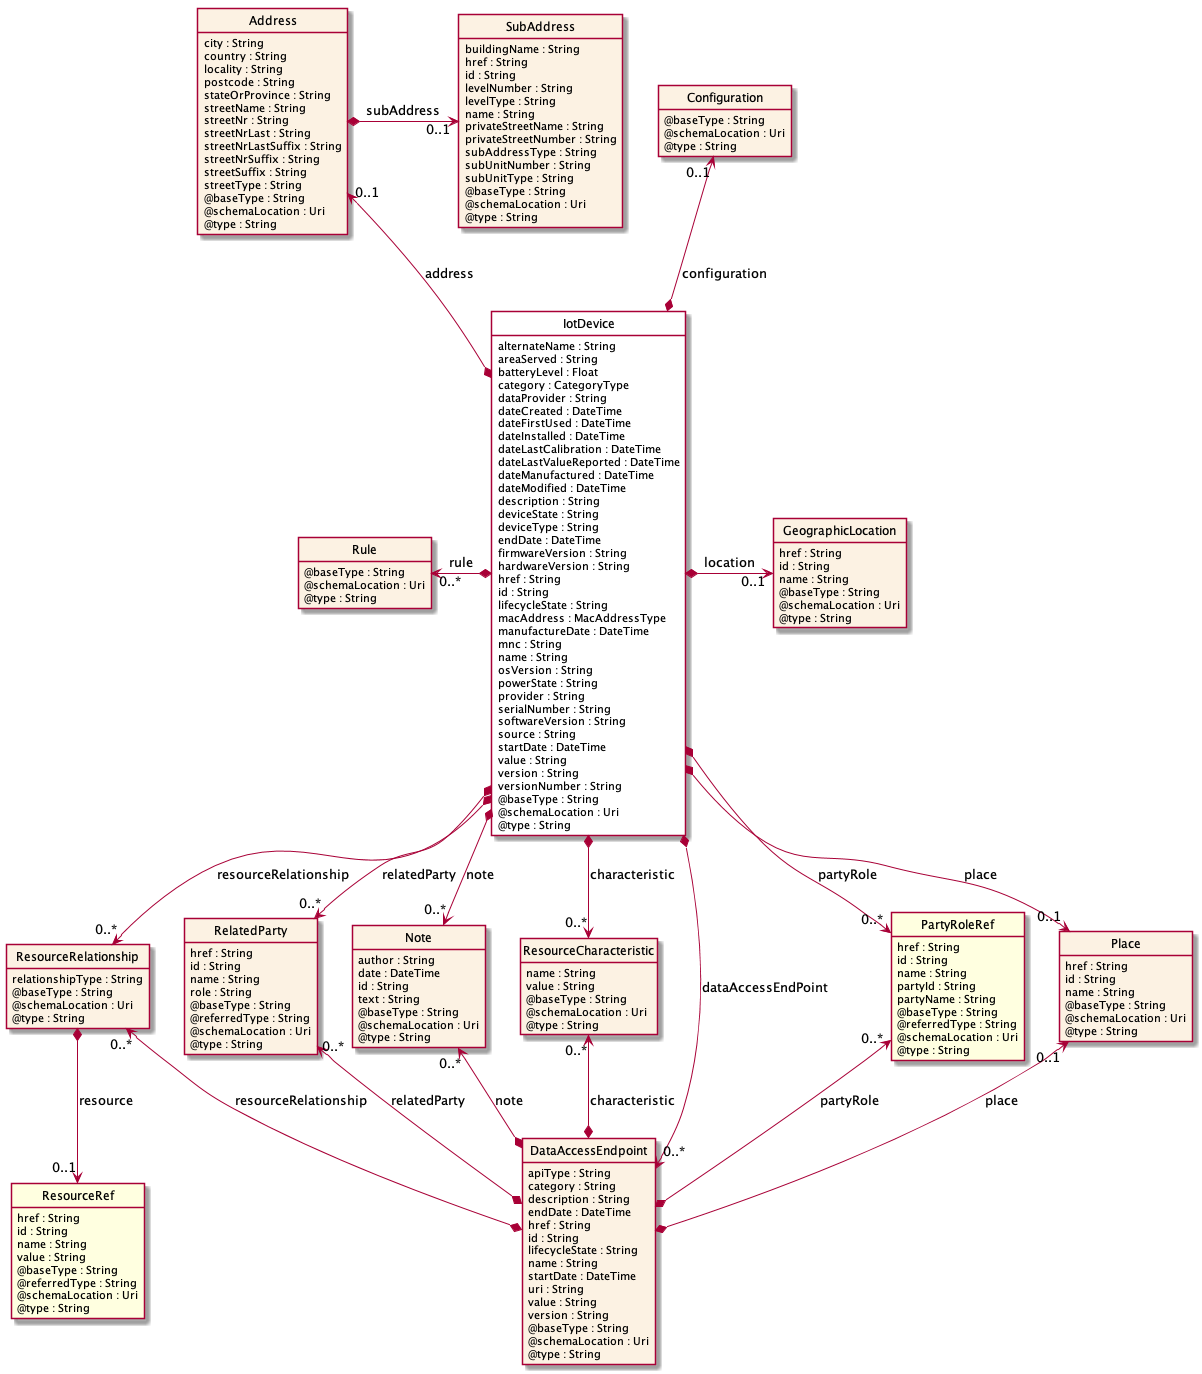 Address
city : String
country : String
locality : String
postcode : String
stateOrProvince : String
streetName : String
streetNr : String
streetNrLast : String
streetNrLastSuffix : String
streetNrSuffix : String
streetSuffix : String
streetType : String
@baseType : String
@schemaLocation : Uri
@type : String
subAddress
0..1
SubAddress
buildingName : String
href : String
id : String
levelNumber : String
levelType : String
name : String
privateStreetName : String
privateStreetNumber : String
subAddressType : String
subUnitNumber : String
subUnitType : String
@baseType : String
@schemaLocation : Uri
@type : String
Configuration
@baseType : String
@schemaLocation : Uri
@type : String
0..1
0..1
address
configuration
IotDevice
alternateName : String
areaServed : String
batteryLevel : Float
category : CategoryType
dataProvider : String
dateCreated : DateTime
dateFirstUsed : DateTime
dateInstalled : DateTime
dateLastCalibration : DateTime
dateLastValueReported : DateTime
dateManufactured : DateTime
dateModified : DateTime
description : String
deviceState : String
deviceType : String
endDate : DateTime
firmwareVersion : String
hardwareVersion : String
href : String
id : String
lifecycleState : String
macAddress : MacAddressType
manufactureDate : DateTime
mnc : String
name : String
osVersion : String
powerState : String
provider : String
serialNumber : String
softwareVersion : String
source : String
startDate : DateTime
value : String
version : String
versionNumber : String
@baseType : String
@schemaLocation : Uri
@type : String
Rule
@baseType : String
@schemaLocation : Uri
@type : String
rule
0..*
location
0..1
GeographicLocation
href : String
id : String
name : String
@baseType : String
@schemaLocation : Uri
@type : String
resourceRelationship
relatedParty
note
characteristic
partyRole
place
0..*
0..*
0..*
0..*
0..*
0..1
ResourceRelationship
relationshipType : String
@baseType : String
@schemaLocation : Uri
@type : String
RelatedParty
href : String
id : String
name : String
role : String
@baseType : String
@referredType : String
@schemaLocation : Uri
@type : String
Note
author : String
date : DateTime
id : String
text : String
@baseType : String
@schemaLocation : Uri
@type : String
ResourceCharacteristic
name : String
value : String
@baseType : String
@schemaLocation : Uri
@type : String
dataAccessEndPoint
PartyRoleRef
href : String
id : String
name : String
partyId : String
partyName : String
@baseType : String
@referredType : String
@schemaLocation : Uri
@type : String
Place
href : String
id : String
name : String
@baseType : String
@schemaLocation : Uri
@type : String
0..*
0..*
0..*
0..*
0..*
0..1
resource
resourceRelationship
relatedParty
note
characteristic
partyRole
place
0..1
0..*
ResourceRef
href : String
id : String
name : String
value : String
@baseType : String
@referredType : String
@schemaLocation : Uri
@type : String
DataAccessEndpoint
apiType : String
category : String
description : String
endDate : DateTime
href : String
id : String
lifecycleState : String
name : String
startDate : DateTime
uri : String
value : String
version : String
@baseType : String
@schemaLocation : Uri
@type : String